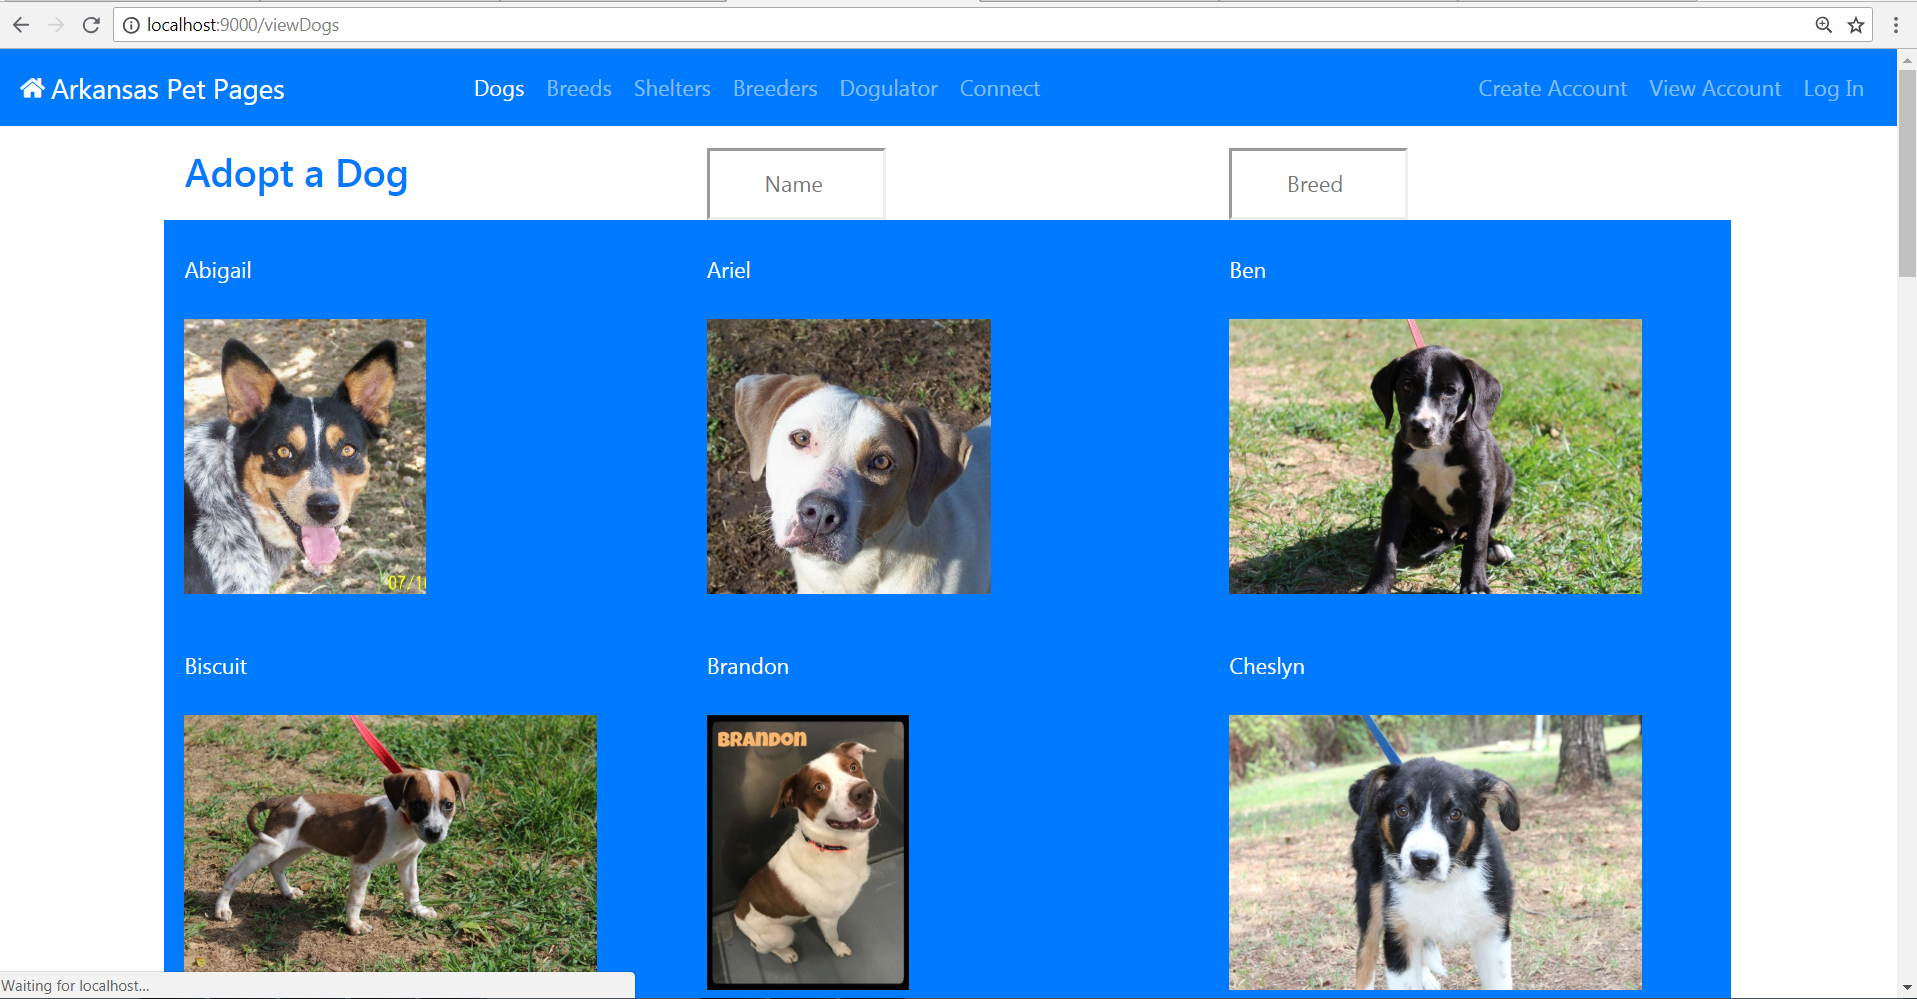 localhost:9000/viewDogs
Arkansas Pet Pages Dogs Breeds Shelters Breeders Dogulator Connect Create Account View Account Log In
Adopt a Dog Name Breed
Abigail Ariel Ben
07/1
Biscuit Brandon Cheslyn
BRANDON
Waiting for localhost...